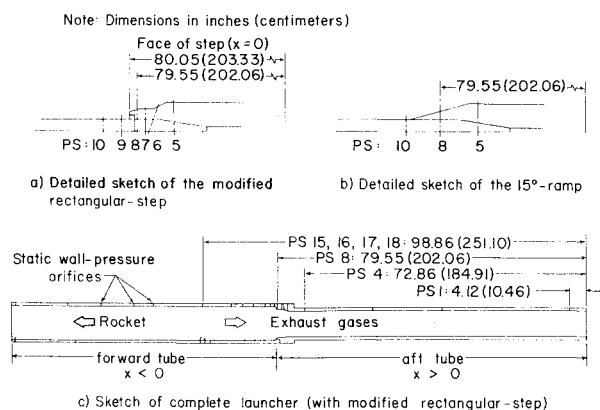 Note: Dimensions in inches (centimeters)
Face of step (x = 0)
80.05 (203.33)
79.55 (202.06)
PS: 10 9 8 7 6 5
a) Detailed sketch of the modified
rectangular-step
79.55 (202.06)
PS: 10 8 5
b) Detailed sketch of the 15°-ramp
PS 15, 16, 17, 18: 98.86 (251.10)
PS 8: 79.55 (202.06)
PS 4: 72.86 (184.91)
PS 1: 4.12 (10.46)
Static wall-pressure
orifices
Rocket
Exhaust gases
forward tube
x < 0
aft tube
x > 0
c) Sketch of complete launcher (with modified rectangular-step)